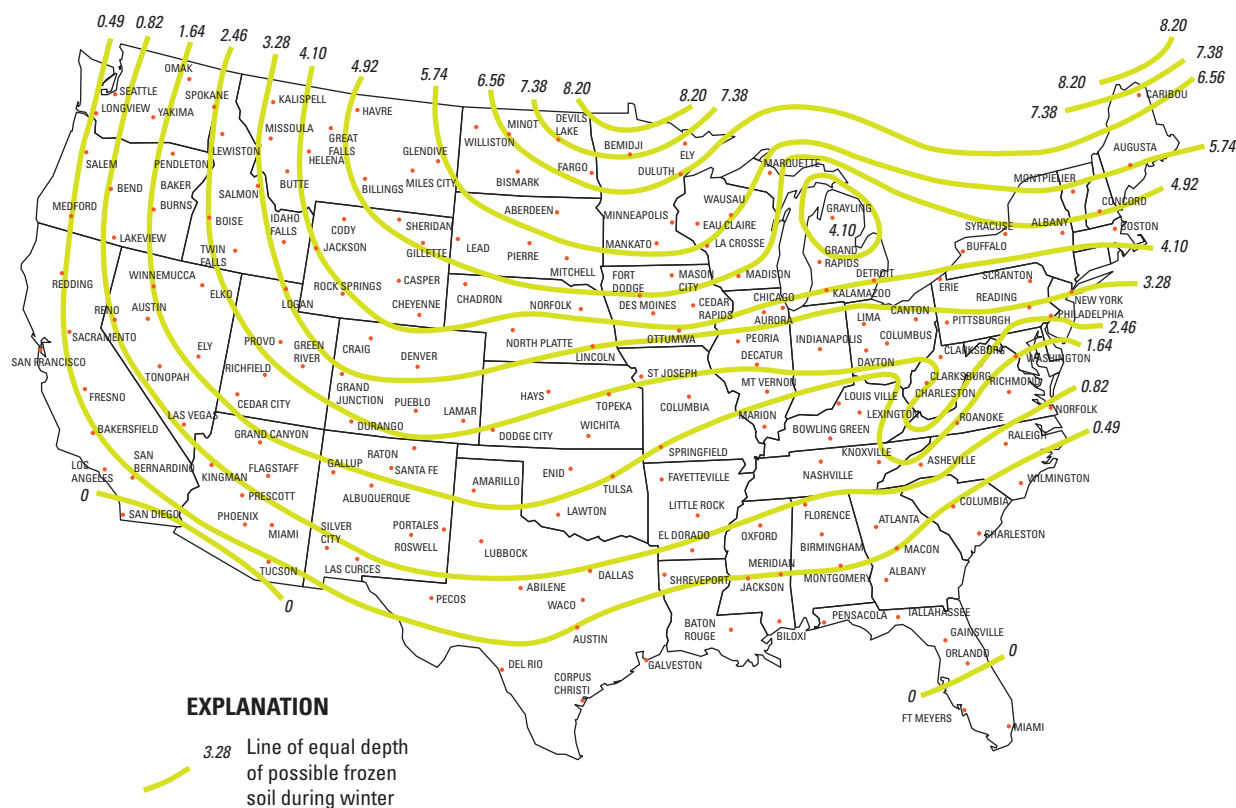 0.49 0.82 1.64 2.46 3.28 4.10 4.92 5.74 6.56 7.38 8.20 8.20 7.38 8.20 7.38 8.20 7.38 6.56
OMAK
SEATTLE SPOKANE KALISPELL HAVRE MINOT DEVILS LAKE CARIBOU
LONGVIEW YAKIMA MISSOULA GREAT FALLS WILLISTON BEMIDJI ELY
SALEM PENDLETON LEWISTON HELENA GLENDIVE FARGO DULUTH MARQUETTE AUGUSTA 5.74
BEND BAKER SALMON BUTTE BILLINGS MILES CITY BISMARK MONTPIELIER
MEDFORD BURNS IDAHO FALLS CODY SHERIDAN ABERDEEN MINNEAPOLIS WAUSAU GRAYLING CONCORD 4.92
LAKEVIEW BOISE JACKSON GILLETTE LEAD PIERRE MANKATO EAU CLAIRE 4.10 SYRACUSE ALBANY BOSTON
TWIN FALLS LA CROSSE GRAND RAPIDS BUFFALO 4.10
REDDING WINNEMUCCA ELKO LOGAN ROCK SPRINGS CASPER CHADRON MITCHELL FORT DODGE MASON CITY MADISON DETROIT ERIE SCRANTON
RENO AUSTIN CHEYENNE NORFOLK DES MOINES CEDAR RAPIDS CHICAGO KALAMAZOO READING NEW YORK 3.28
SACRAMENTO AURORA LIMA CANTON PITTSBURGH PHILADELPHIA
SAN FRANCISCO ELY PROVO GREEN RIVER CRAIG DENVER NORTH PLATTE LINCOLN OTTUMWA PEORIA INDIANAPOLIS COLUMBUS 2.46
TONOPAH RICHFIELD DECATUR DAYTON CLARKSBURG WASHINGTON 1.64
FRESNO CEDAR CITY GRAND JUNCTION PUEBLO LAMAR HAYS ST JOSEPH MT VERNON CLARKSBURG RICHMOND
LAS VEGAS TOPEKA COLUMBIA LOUIS VILLE CHARLESTON 0.82
BAKERSFIELD GRAND CANYON DURANGO DODGE CITY WICHITA MARION LEXINGTON ROANOKE NORFOLK
RATON BOWLING GREEN 0.49
LOS ANGELES SAN BERNARDINO KINGMAN FLAGSTAFF GALLUP SANTA FE ENID SPRINGFIELD KNOXVILLE RALEIGH
PRESCOTT ALBUQUERQUE AMARILLO TULSA FAYETTEVILLE NASHVILLE ASHEVILLE WILMINGTON
0 SAN DIEGO PHOENIX LAWTON LITTLE ROCK COLUMBIA
MIAMI SILVER CITY PORTALES ROSWELL LUBBOCK EL DORADO OXFORD FLORENCE ATLANTA CHARLESTON
TUCSON LAS CURCES DALLAS BIRMINGHAM MACON
PECOS ABILENE SHREVEPORT MERIDIAN JACKSON MONTGOMERY ALBANY
0 WACO TALLAHASSEE
AUSTIN BATON ROUGE BILOXI PENSACOLA GAINSVILLE
DEL RIO GALVESTON ORLANDO 0
CORPUS CHRISTI 0
FT MEYERS MIAMI
EXPLANATION
3.28 Line of equal depth
of possible frozen
soil during winter